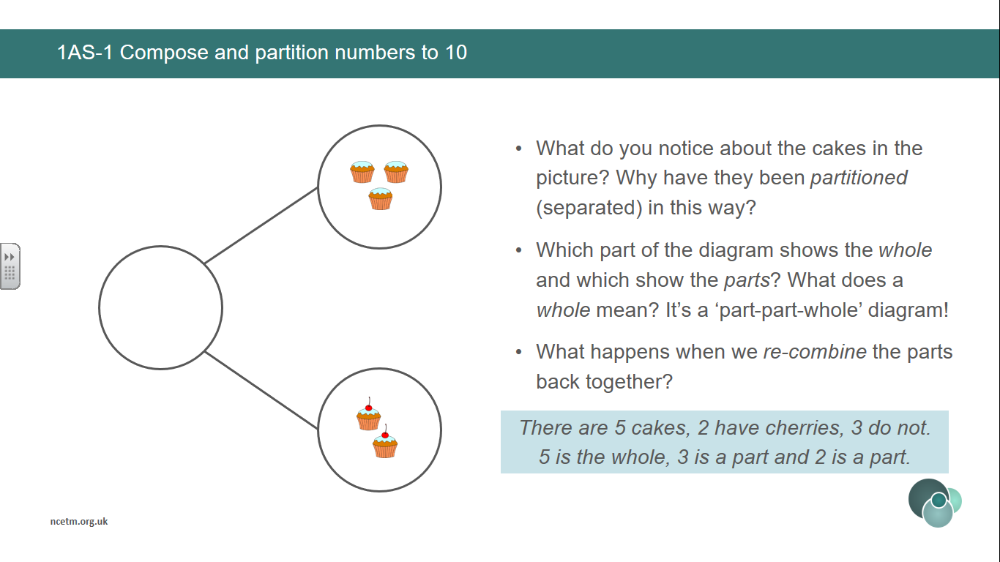 1AS-1 Compose and partition numbers to 10
• What do you notice about the cakes in the
picture? Why have they been partitioned
(separated) in this way?
• Which part of the diagram shows the whole
and which show the parts? What does a
whole mean? It’s a ‘part-part-whole’ diagram!
• What happens when we re-combine the parts
back together?
There are 5 cakes, 2 have cherries, 3 do not.
5 is the whole, 3 is a part and 2 is a part.
ncetm.org.uk